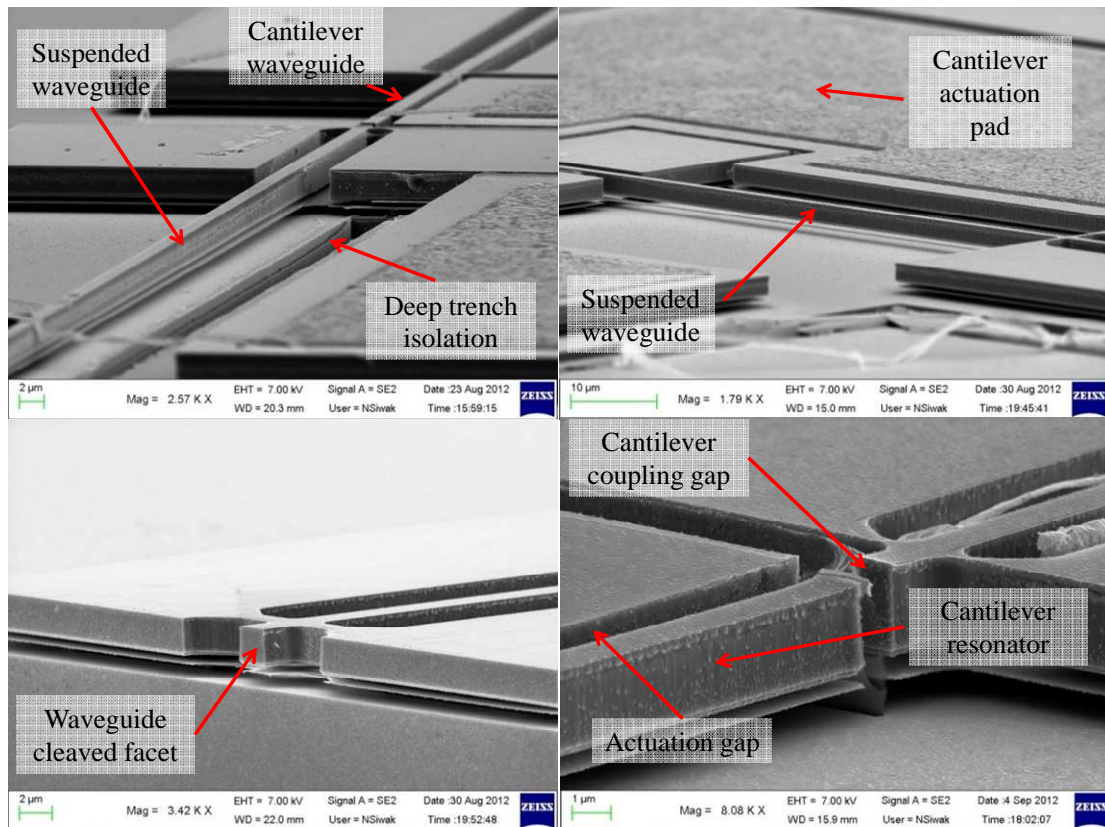 Suspended
waveguide
Cantilever
waveguide
Deep trench
isolation
2 µm
Mag = 2.57 K X
EHT = 7.00 kV
WD = 20.3 mm
Signal A = SE2
User = NSiwak
Date :23 Aug 2012
Time :15:59:15
ZEISS
Cantilever
actuation
pad
Suspended
waveguide
10 µm
Mag = 1.79 K X
EHT = 7.00 kV
WD = 15.0 mm
Signal A = SE2
User = NSiwak
Date :30 Aug 2012
Time :19:45:41
ZEISS
Waveguide
cleaved facet
2 µm
Mag = 3.42 K X
EHT = 7.00 kV
WD = 22.0 mm
Signal A = SE2
User = NSiwak
Date :30 Aug 2012
Time :19:52:48
ZEISS
Cantilever
coupling gap
Cantilever
resonator
Actuation gap
1 µm
Mag = 8.08 K X
EHT = 7.00 kV
WD = 15.9 mm
Signal A = SE2
User = NSiwak
Date :4 Sep 2012
Time :18:02:07
ZEISS